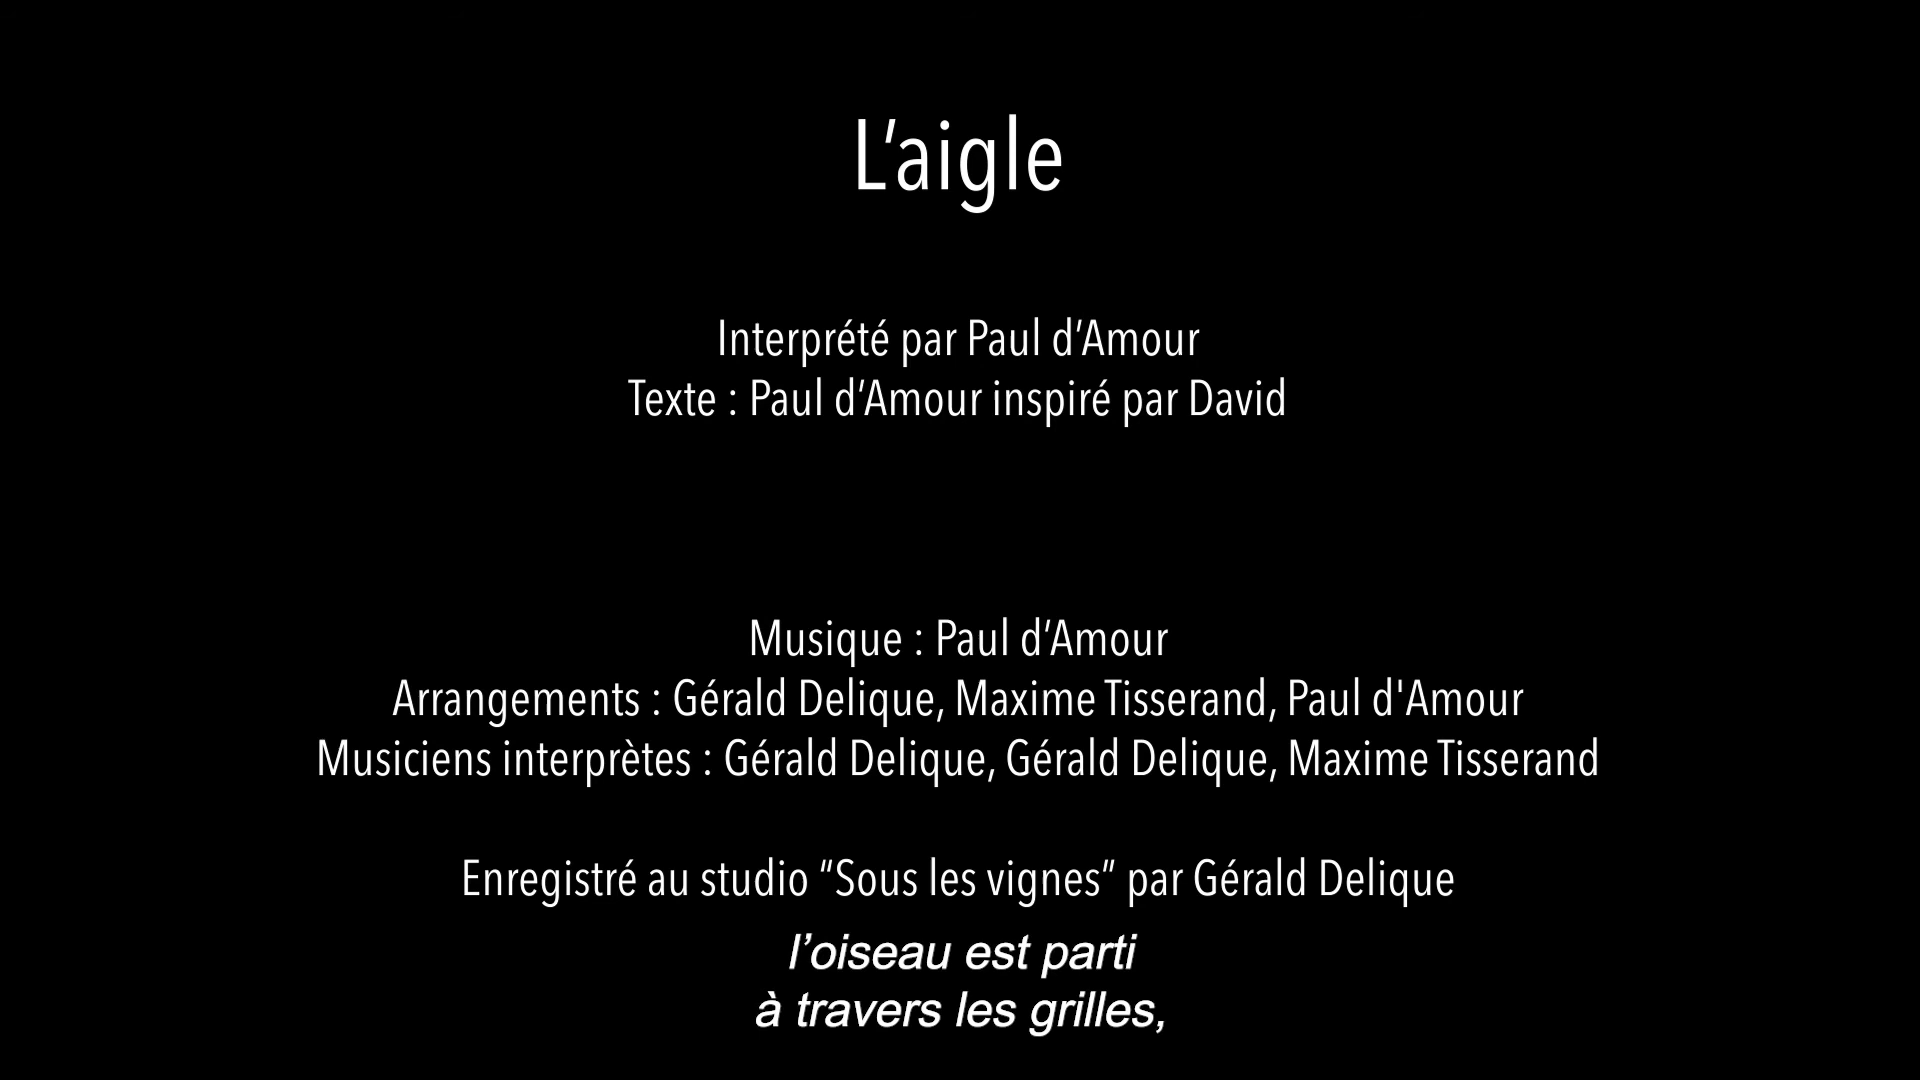 L’aigle
Interprété par Paul d’Amour
Texte : Paul d’Amour inspiré par David
Musique : Paul d’Amour
Arrangements : Gérald Delique, Maxime Tisserand, Paul d'Amour
Musiciens interprètes : Gérald Delique, Gérald Delique, Maxime Tisserand
Enregistré au studio “Sous les vignes” par Gérald Delique
l’oiseau est parti
à travers les grilles,